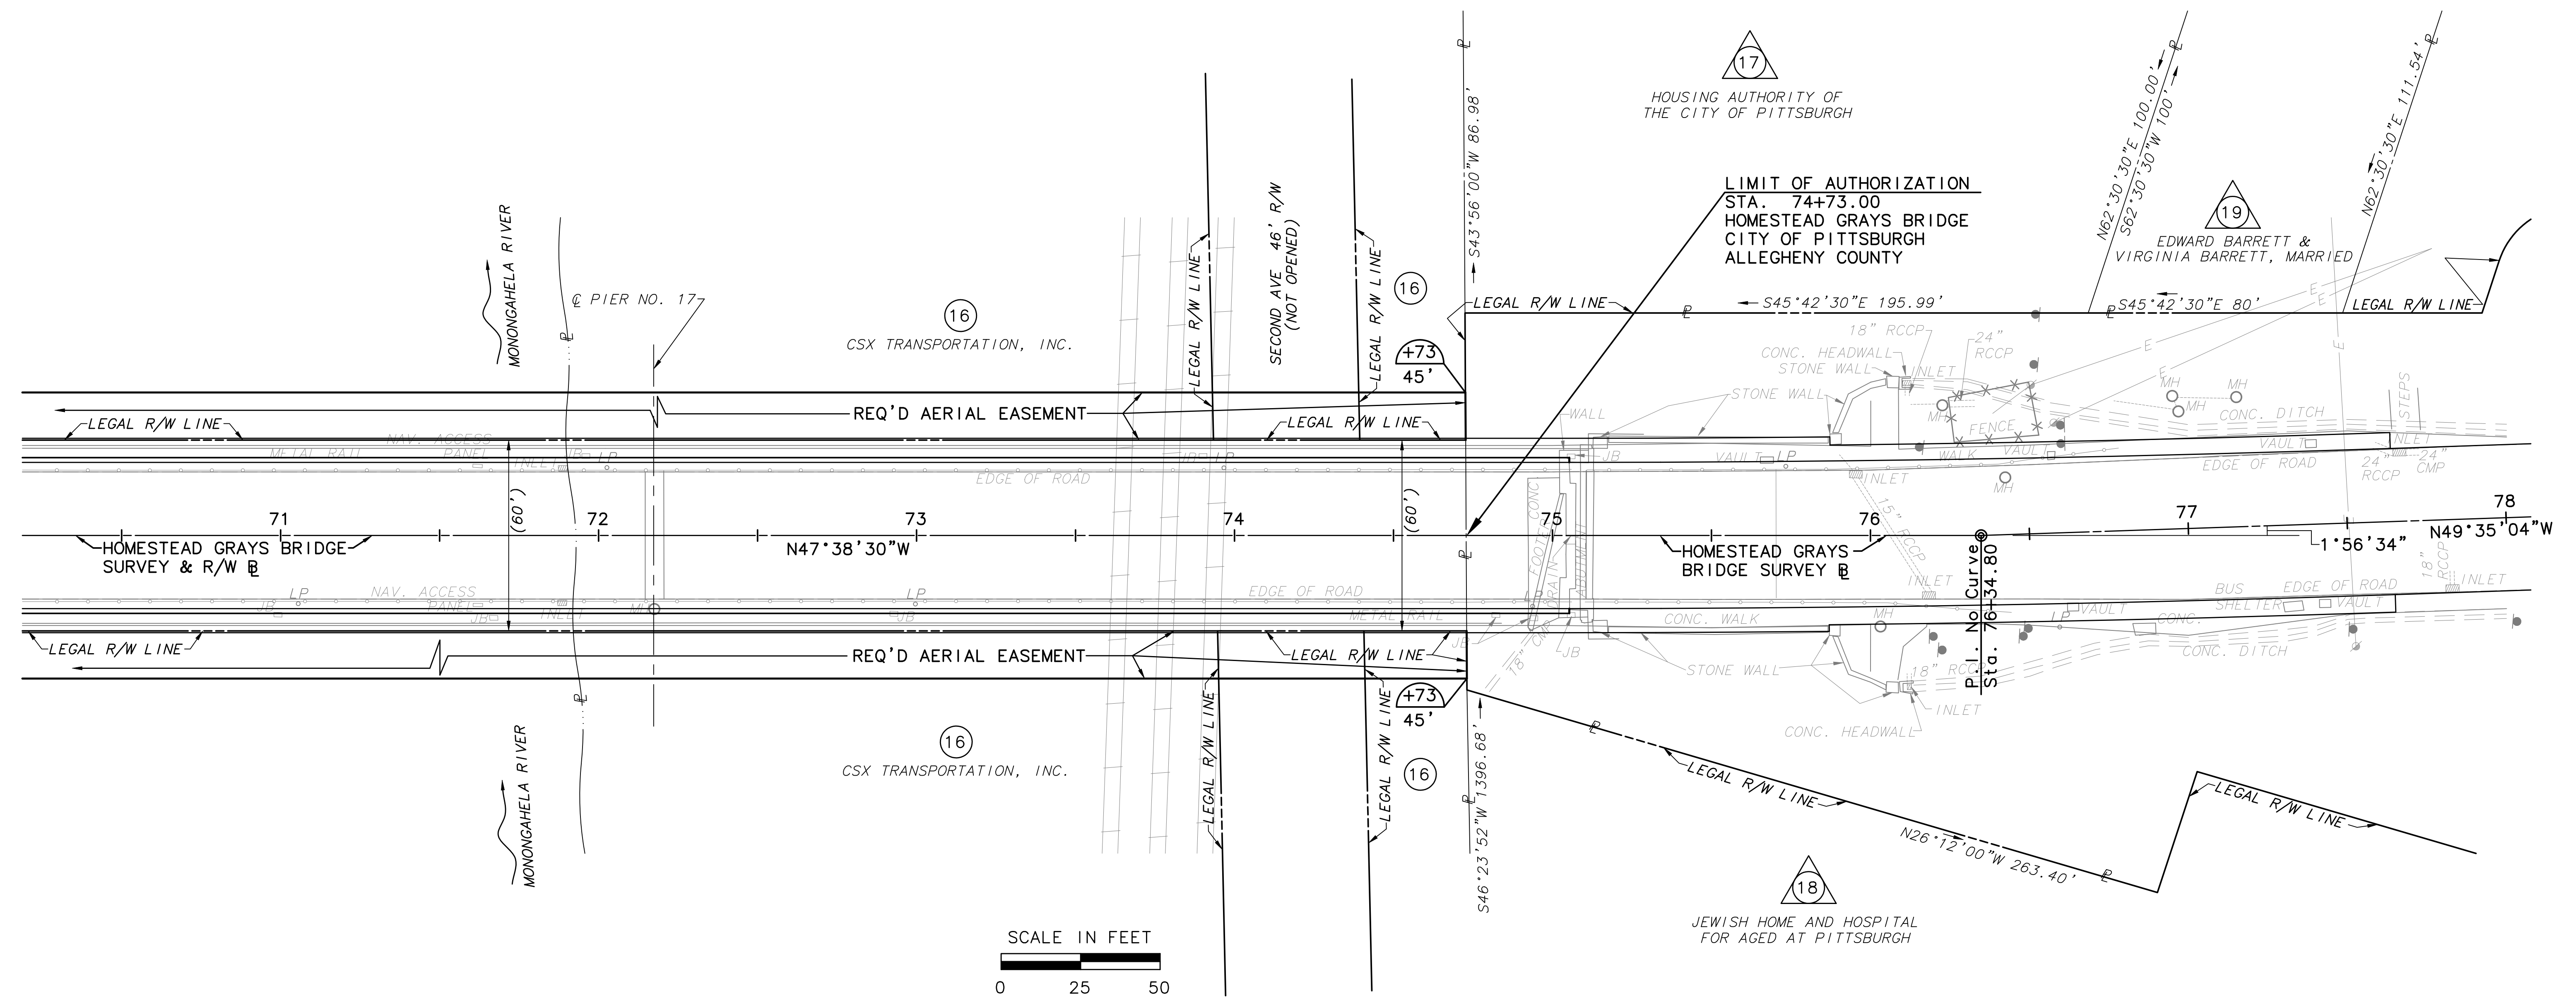 17
HOUSING AUTHORITY OF
THE CITY OF PITTSBURGH
S43°56'00"W 86.98'
N62°30'30"E 100.00'
S62°30'30"W 100'
N62°30'30"E 111.54'
19
EDWARD BARRETT &
VIRGINIA BARRETT, MARRIED
LIMIT OF AUTHORIZATION
STA. 74+73.00
HOMESTEAD GRAYS BRIDGE
CITY OF PITTSBURGH
ALLEGHENY COUNTY
MONONGAHELA RIVER
℄ PIER NO. 17
16
CSX TRANSPORTATION, INC.
LEGAL R/W LINE
SECOND AVE 46' R/W
(NOT OPENED)
LEGAL R/W LINE
16
+73
45'
LEGAL R/W LINE
S45°42'30"E 195.99'
S45°42'30"E 80'
LEGAL R/W LINE
18" RCCP
24"
RCCP
CONC. HEADWALL
STONE WALL
INLET
STONE WALL
WALL
E
E
E
E
E
MH
MH
MH
MH
FENCE
CONC. DITCH
STEPS
REQ'D AERIAL EASEMENT
LEGAL R/W LINE
LEGAL R/W LINE
NAV. ACCESS
PANEL
METAL RAIL
INLET
JB
LP
JB
LP
EDGE OF ROAD
JB
VAULT
LP
WALK
VAULT
VAULT
INLET
EDGE OF ROAD
24"
RCCP
24"
CMP
INLET
MH
15" RCCP
(60')
(60')
FOOTER CONC
DRAIN
ABUTMENT
71
72
73
74
75
76
77
78
HOMESTEAD GRAYS BRIDGE
SURVEY & R/W B
N47°38'30"W
HOMESTEAD GRAYS
BRIDGE SURVEY B
P.I. No Curve
Sta. 76+34.80
1°56'34"
N49°35'04"W
18"
RCCP
INLET
NAV. ACCESS
PANEL
LP
JB
JB
INLET
MH
LP
JB
EDGE OF ROAD
METAL RAIL
INLET
BUS
SHELTER
EDGE OF ROAD
VAULT
VAULT
LP
CONC.
MH
CONC. WALK
CONC. DITCH
LEGAL R/W LINE
REQ'D AERIAL EASEMENT
LEGAL R/W LINE
JB
18" CMP
JB
STONE WALL
18" RCCP
INLET
CONC. HEADWALL
+73
45'
MONONGAHELA RIVER
16
CSX TRANSPORTATION, INC.
LEGAL R/W LINE
LEGAL R/W LINE
16
S46°23'52"W 1396.68'
LEGAL R/W LINE
N26°12'00"W 263.40'
LEGAL R/W LINE
18
JEWISH HOME AND HOSPITAL
FOR AGED AT PITTSBURGH
SCALE IN FEET
0 25 50